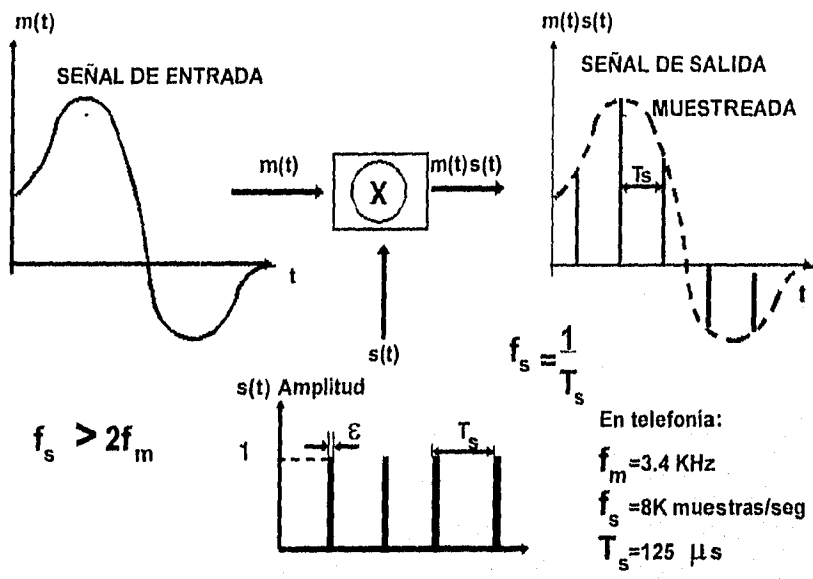 m(t)
SEÑAL DE ENTRADA
t
m(t)
X
m(t)s(t)
s(t)
m(t)s(t)
SEÑAL DE SALIDA
MUESTREADA
Ts
t
f_s = 1/T_s
f_s > 2f_m
s(t) Amplitud
1
ε
T_s
En telefonía:
f_m=3.4 KHz
f_s =8K muestras/seg
T_s=125 μs